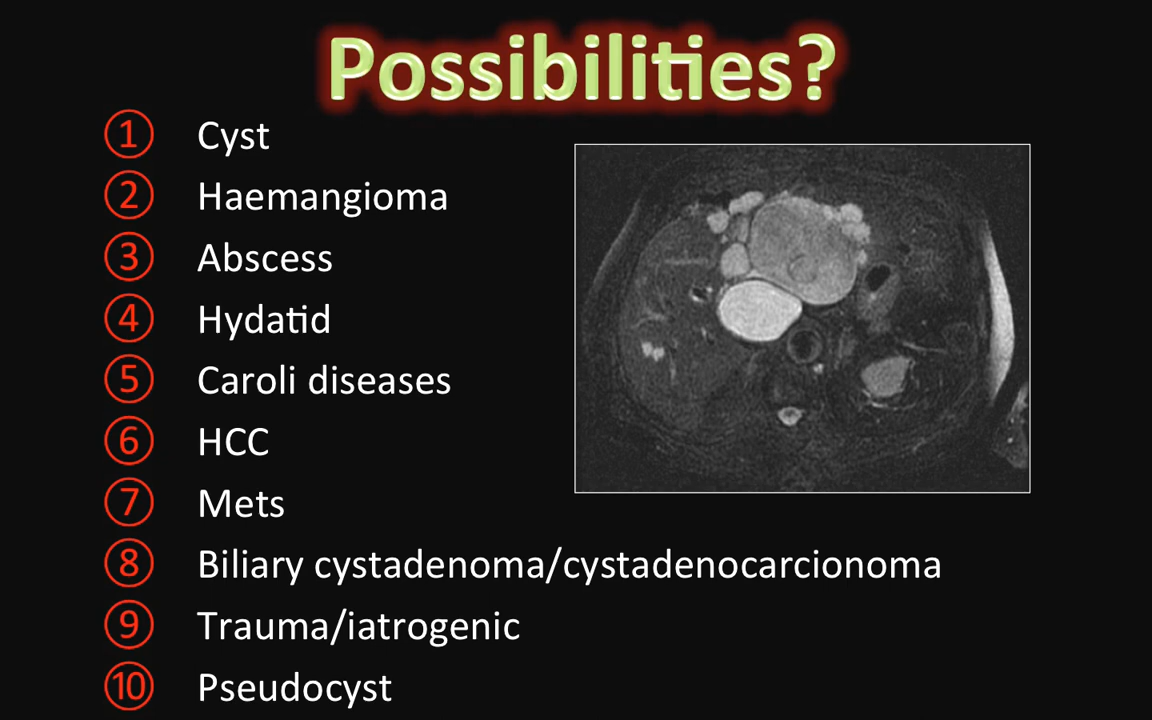 Possibilities?
① Cyst
② Haemangioma
③ Abscess
④ Hydatid
⑤ Caroli diseases
⑥ HCC
⑦ Mets
⑧ Biliary cystadenoma/cystadenocarcionoma
⑨ Trauma/iatrogenic
⑩ Pseudocyst